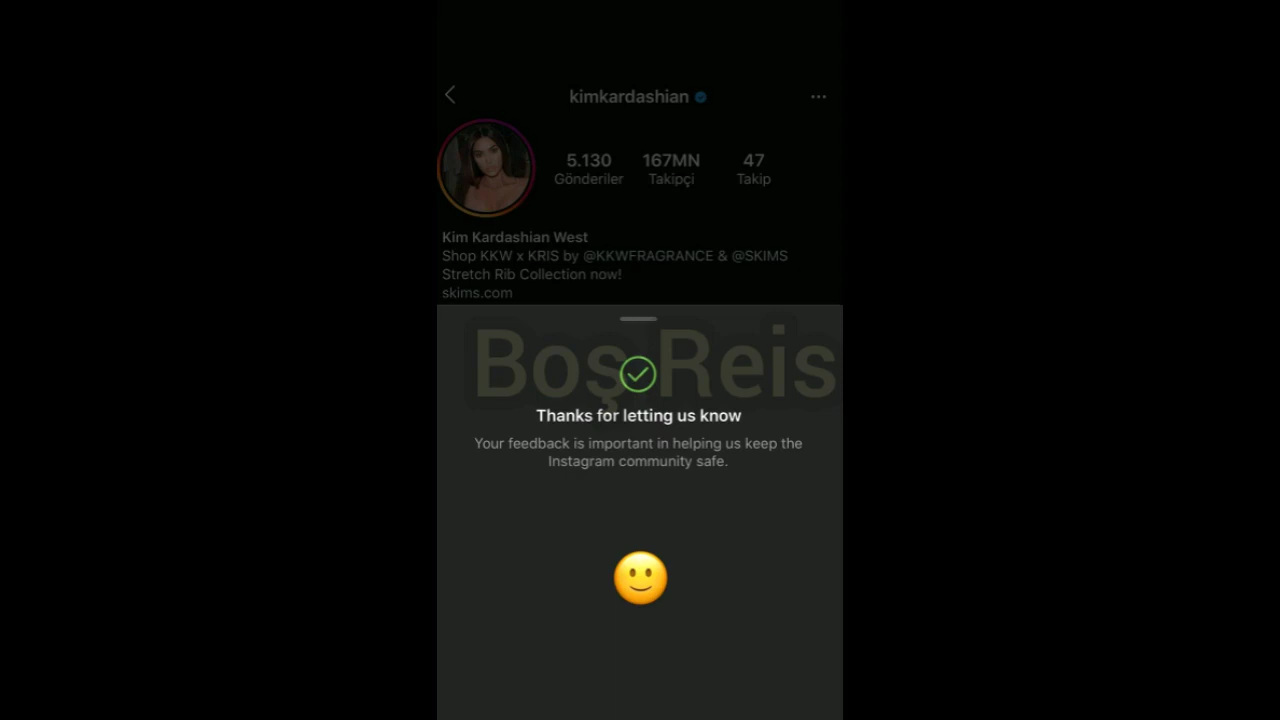 kimkardashian
5.130 167MN 47
Gönderiler Takipçi Takip
Kim Kardashian West
Shop KKW x KRIS by @KKWFRAGRANCE & @SKIMS
Stretch Rib Collection now!
skims.com
Boş Reis
Thanks for letting us know
Your feedback is important in helping us keep the
Instagram community safe.